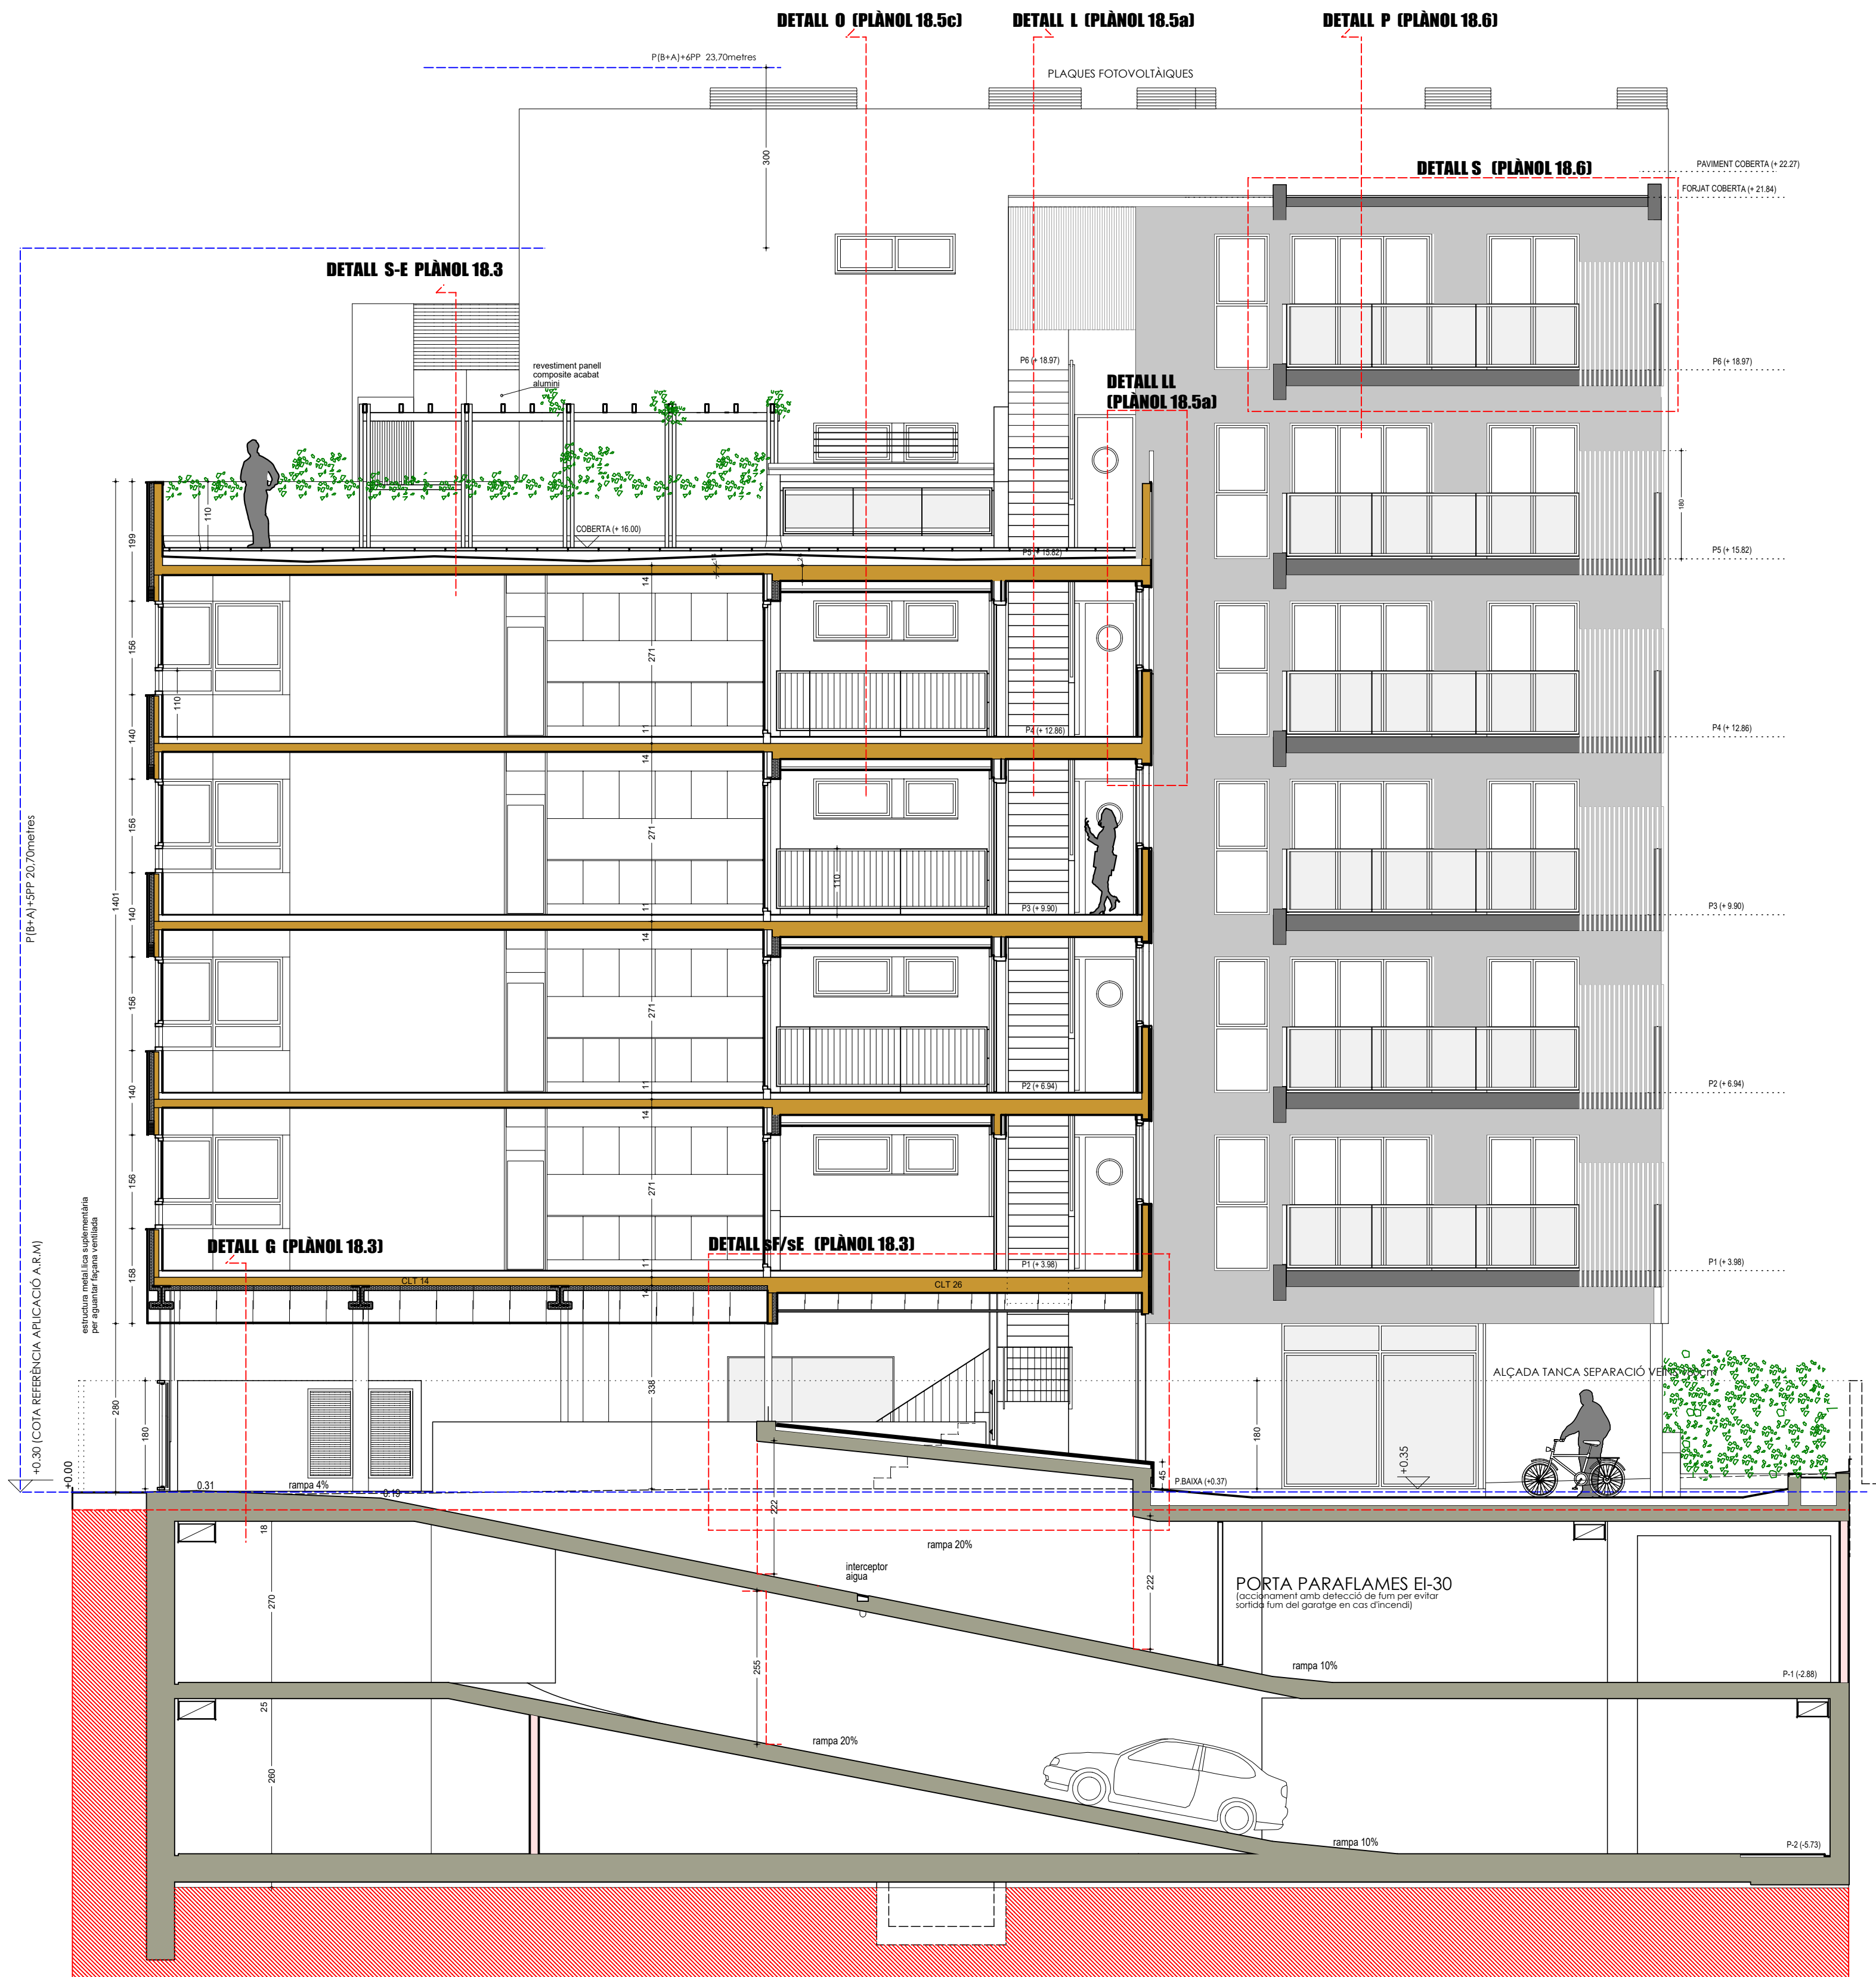 DETALL O (PLÀNOL 18.5c)
DETALL L (PLÀNOL 18.5a)
DETALL P (PLÀNOL 18.6)
P(B+A)+6PP 23,70metres
PLAQUES FOTOVOLTÀIQUES
300
DETALL S (PLÀNOL 18.6)
PAVIMENT COBERTA (+ 22.27)
FORJAT COBERTA (+ 21.84)
DETALL S-E PLÀNOL 18.3
revestiment panell
composite acabat
alumini
P6 (+ 18.97)
P6 (+ 18.97)
DETALL LL
(PLÀNOL 18.5a)
180
110
199
COBERTA (+ 16.00)
P5 (+ 15.82)
P5 (+ 15.82)
14
156
271
110
140
11
P4 (+ 12.86)
P4 (+ 12.86)
14
156
271
110
P(B+A)+5PP 20,70metres
1401
140
11
P3 (+ 9.90)
P3 (+ 9.90)
14
156
271
140
11
P2 (+ 6.94)
P2 (+ 6.94)
14
156
271
estructura metal.lica suplementària
per aguantar façana ventilada
DETALL G (PLÀNOL 18.3)
DETALL sF/sE (PLÀNOL 18.3)
158
11
P1 (+ 3.98)
P1 (+ 3.98)
CLT 14
CLT 26
14
+0.30 (COTA REFERÈNCIA APLICACIÓ A.R.M)
ALÇADA TANCA SEPARACIÓ
280
180
338
180
+0.00
0.31
rampa 4%
0.19
45
P.BAIXA (+0.37)
+0.35
18
222
rampa 20%
interceptor
aigua
222
PORTA PARAFLAMES EI-30
(accionament amb detecció de fum per evitar
sortida fum del garatge en cas d'incendi)
270
255
rampa 10%
P-1 (-2.88)
25
rampa 20%
260
rampa 10%
P-2 (-5.73)